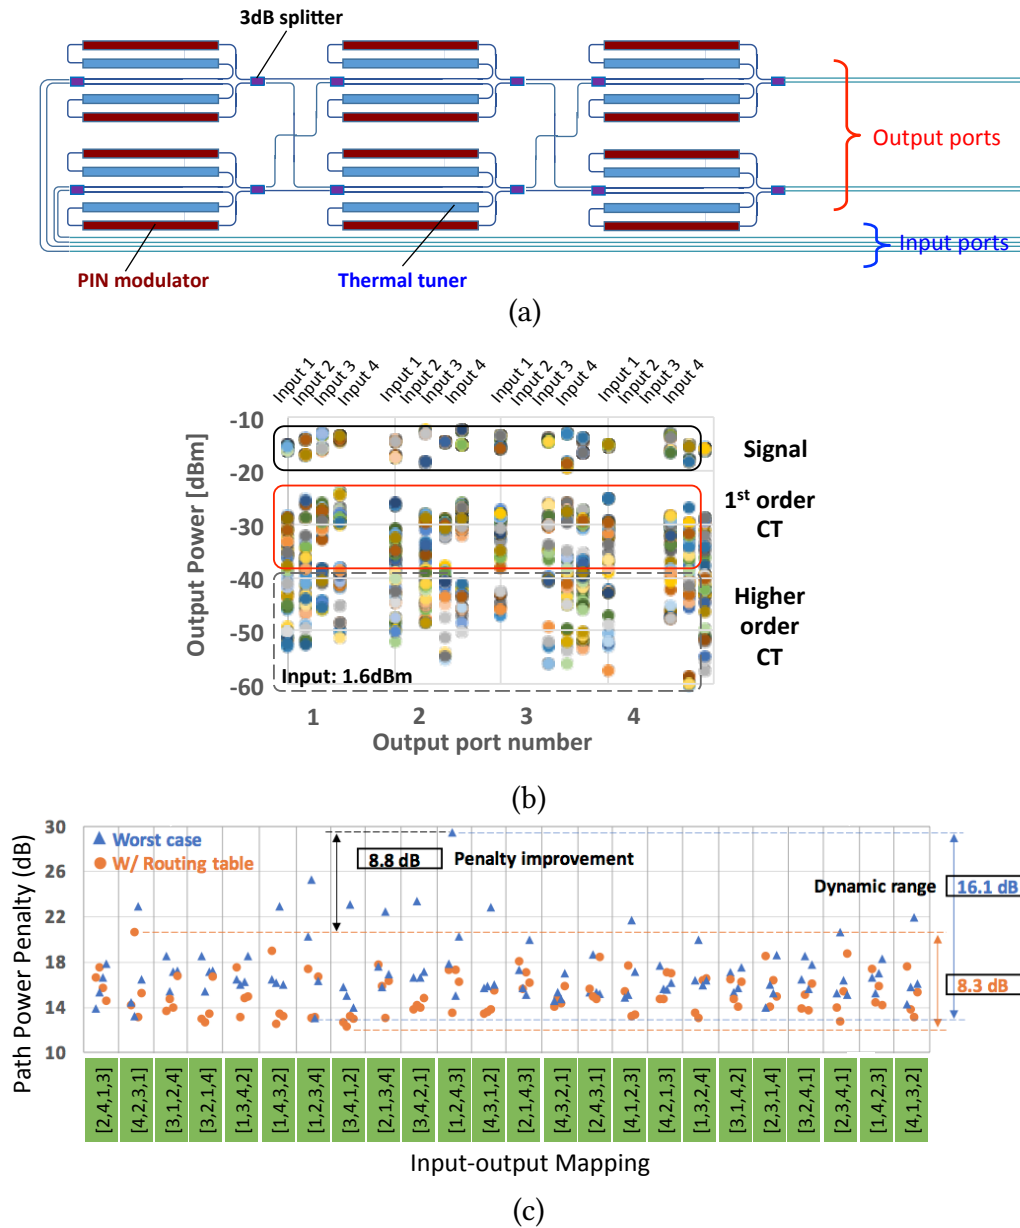 3dB splitter
Output ports
Input ports
PIN modulator
Thermal tuner
(a)
Input 1
Input 2
Input 3
Input 4
Input 1
Input 2
Input 3
Input 4
Input 1
Input 2
Input 3
Input 4
Input 1
Input 2
Input 3
Input 4
Output Power [dBm]
-10
-20
-30
-40
-50
-60
Signal
1st order
CT
Higher
order
CT
Input: 1.6dBm
1 2 3 4
Output port number
(b)
Path Power Penalty (dB)
30
26
22
18
14
10
Worst case
W/ Routing table
8.8 dB
Penalty improvement
Dynamic range
16.1 dB
8.3 dB
[2,4,1,3]
[4,2,3,1]
[3,1,2,4]
[3,2,1,4]
[1,3,4,2]
[1,4,3,2]
[1,2,3,4]
[3,4,1,2]
[2,1,3,4]
[3,4,2,1]
[1,2,4,3]
[4,3,1,2]
[2,1,4,3]
[4,3,2,1]
[2,4,3,1]
[4,1,2,3]
[4,2,1,3]
[1,3,2,4]
[3,1,4,2]
[2,3,1,4]
[3,2,4,1]
[2,3,4,1]
[1,4,2,3]
[4,1,3,2]
Input-output Mapping
(c)